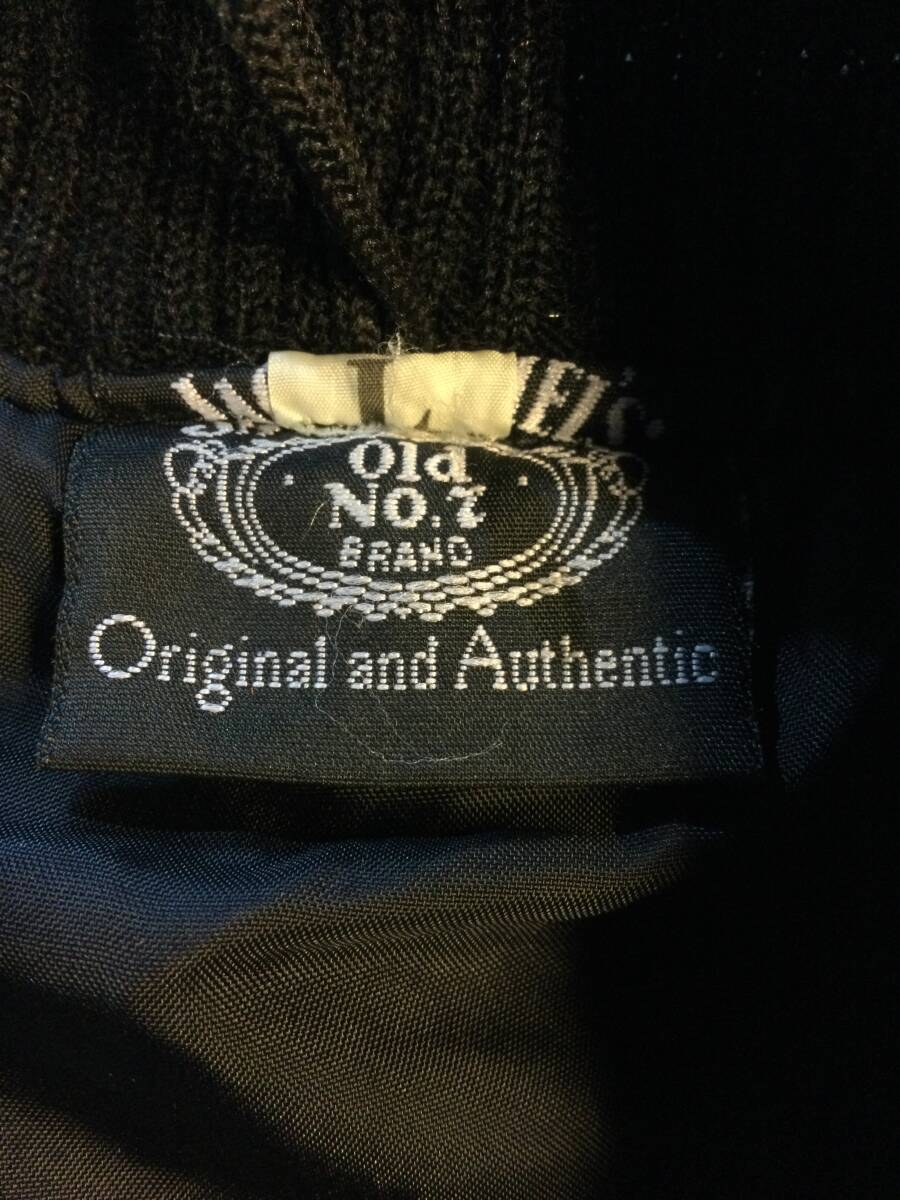 L
Old
NO.7
BRAND
Original and Authentic